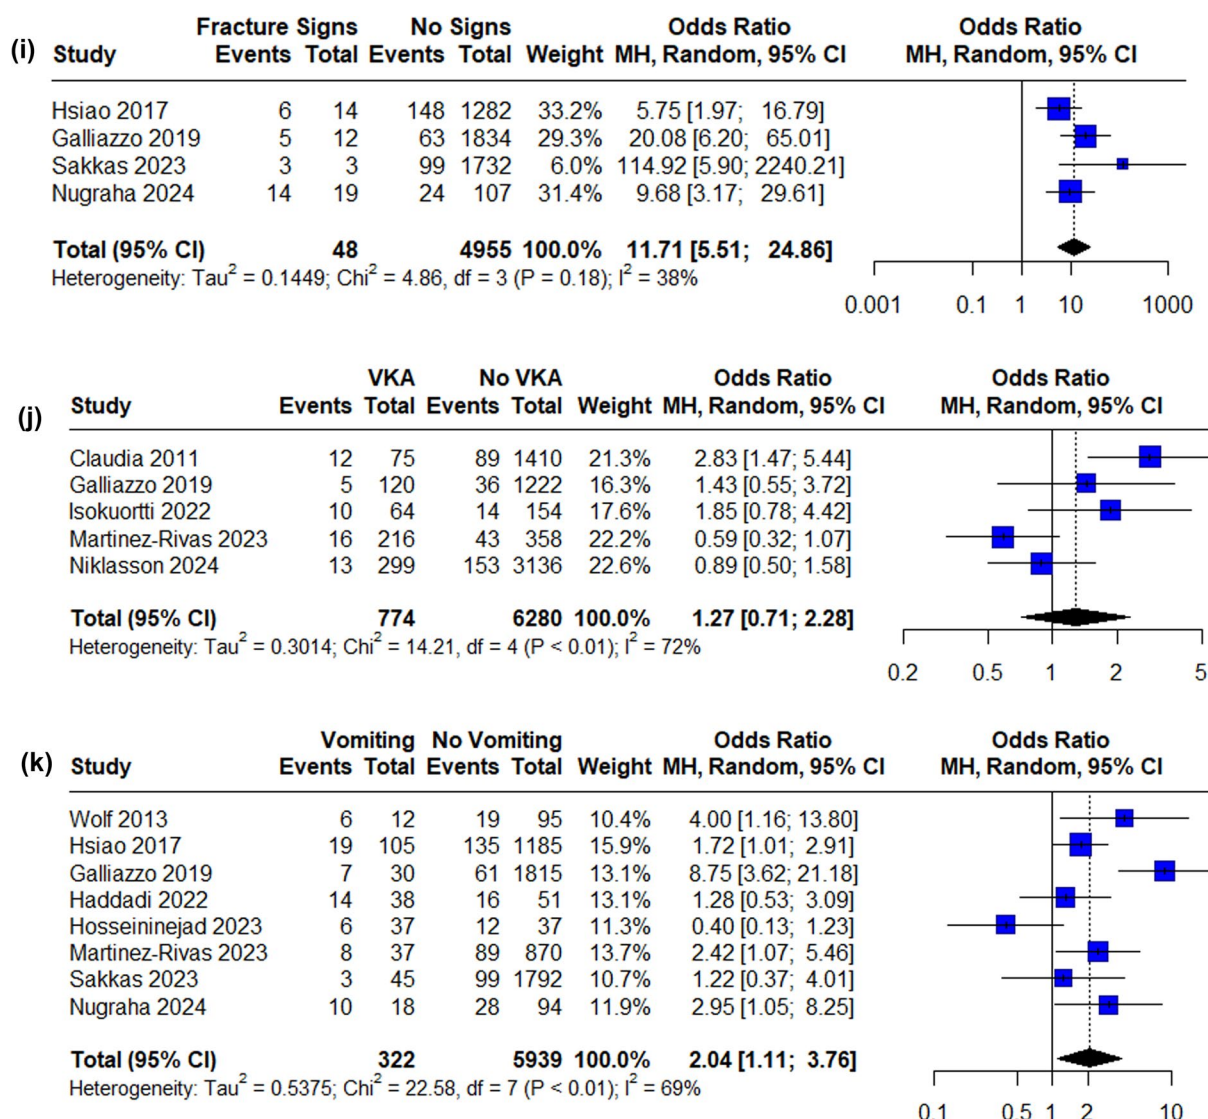 (i)
Fracture Signs No Signs Odds Ratio Odds Ratio
Study Events Total Events Total Weight MH, Random, 95% CI MH, Random, 95% CI
Hsiao 2017 6 14 148 1282 33.2% 5.75 [1.97; 16.79]
Galliazzo 2019 5 12 63 1834 29.3% 20.08 [6.20; 65.01]
Sakkas 2023 3 3 99 1732 6.0% 114.92 [5.90; 2240.21]
Nugraha 2024 14 19 24 107 31.4% 9.68 [3.17; 29.61]
Total (95% CI) 48 4955 100.0% 11.71 [5.51; 24.86]
Heterogeneity: Tau² = 0.1449; Chi² = 4.86, df = 3 (P = 0.18); I² = 38%
0.001 0.1 1 10 1000
(j)
VKA No VKA Odds Ratio Odds Ratio
Study Events Total Events Total Weight MH, Random, 95% CI MH, Random, 95% CI
Claudia 2011 12 75 89 1410 21.3% 2.83 [1.47; 5.44]
Galliazzo 2019 5 120 36 1222 16.3% 1.43 [0.55; 3.72]
Isokuortti 2022 10 64 14 154 17.6% 1.85 [0.78; 4.42]
Martinez-Rivas 2023 16 216 43 358 22.2% 0.59 [0.32; 1.07]
Niklasson 2024 13 299 153 3136 22.6% 0.89 [0.50; 1.58]
Total (95% CI) 774 6280 100.0% 1.27 [0.71; 2.28]
Heterogeneity: Tau² = 0.3014; Chi² = 14.21, df = 4 (P < 0.01); I² = 72%
0.2 0.5 1 2 5
(k)
Vomiting No Vomiting Odds Ratio Odds Ratio
Study Events Total Events Total Weight MH, Random, 95% CI MH, Random, 95% CI
Wolf 2013 6 12 19 95 10.4% 4.00 [1.16; 13.80]
Hsiao 2017 19 105 135 1185 15.9% 1.72 [1.01; 2.91]
Galliazzo 2019 7 30 61 1815 13.1% 8.75 [3.62; 21.18]
Haddadi 2022 14 38 16 51 13.1% 1.28 [0.53; 3.09]
Hosseininejad 2023 6 37 12 37 11.3% 0.40 [0.13; 1.23]
Martinez-Rivas 2023 8 37 89 870 13.7% 2.42 [1.07; 5.46]
Sakkas 2023 3 45 99 1792 10.7% 1.22 [0.37; 4.01]
Nugraha 2024 10 18 28 94 11.9% 2.95 [1.05; 8.25]
Total (95% CI) 322 5939 100.0% 2.04 [1.11; 3.76]
Heterogeneity: Tau² = 0.5375; Chi² = 22.58, df = 7 (P < 0.01); I² = 69%
0.1 0.5 1 2 10